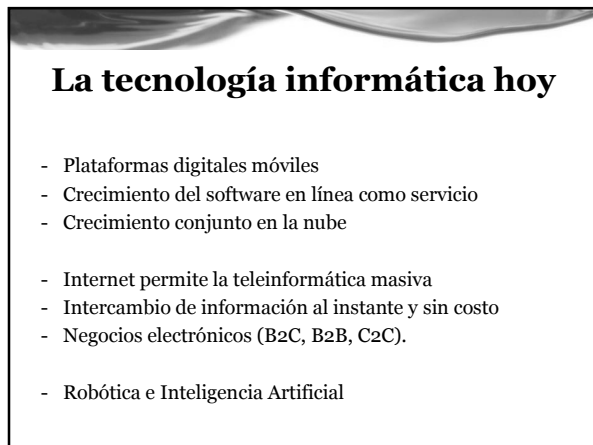 La tecnología informática hoy
- Plataformas digitales móviles
- Crecimiento del software en línea como servicio
- Crecimiento conjunto en la nube
- Internet permite la teleinformática masiva
- Intercambio de información al instante y sin costo
- Negocios electrónicos (B2C, B2B, C2C).
- Robótica e Inteligencia Artificial